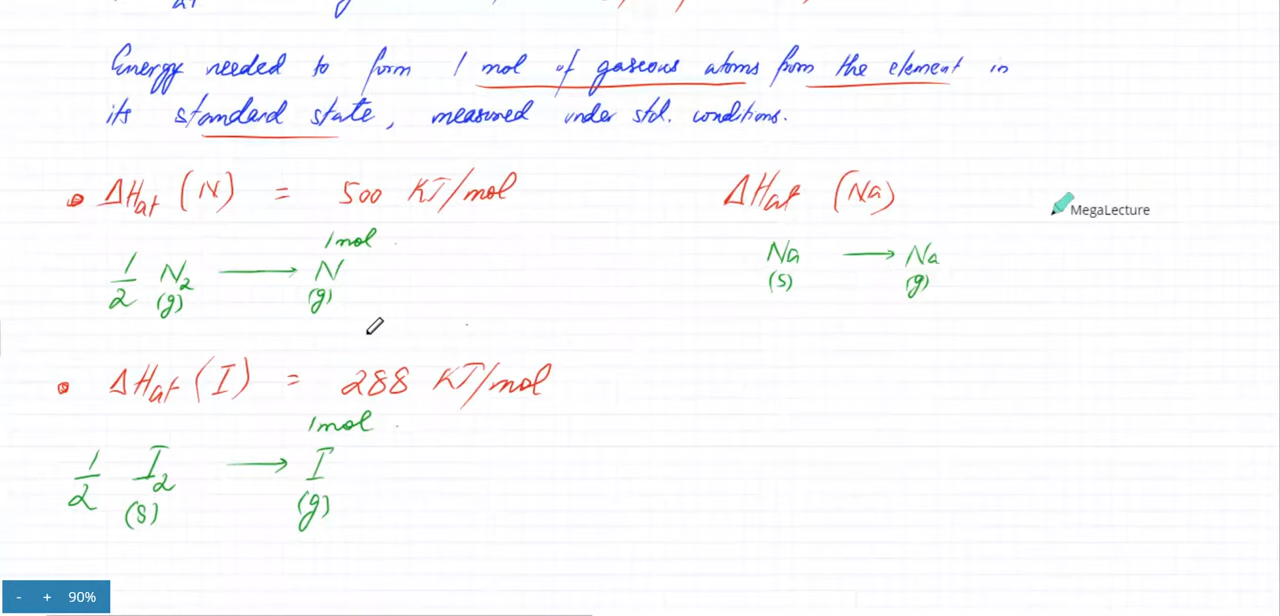 Energy needed to form 1 mol of gaseous atoms from the element in
its standard state, measured under std. conditions.
• ΔHat (N) = 500 KJ/mol
ΔHat (Na)
MegaLecture
1mol
1/2 N2 (g) ⟶ N (g)
Na (s) ⟶ Na (g)
• ΔHat (I) = 288 KJ/mol
1mol
1/2 I2 (s) ⟶ I (g)
- + 90%